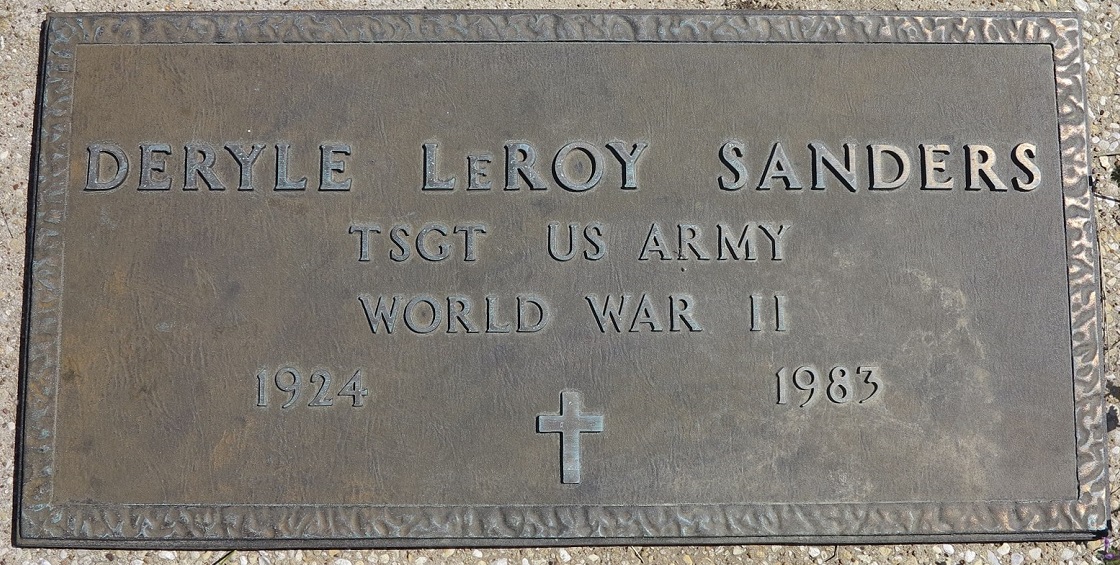 DERYLE LeROY SANDERS
TSGT US ARMY
WORLD WAR II
1924 1983